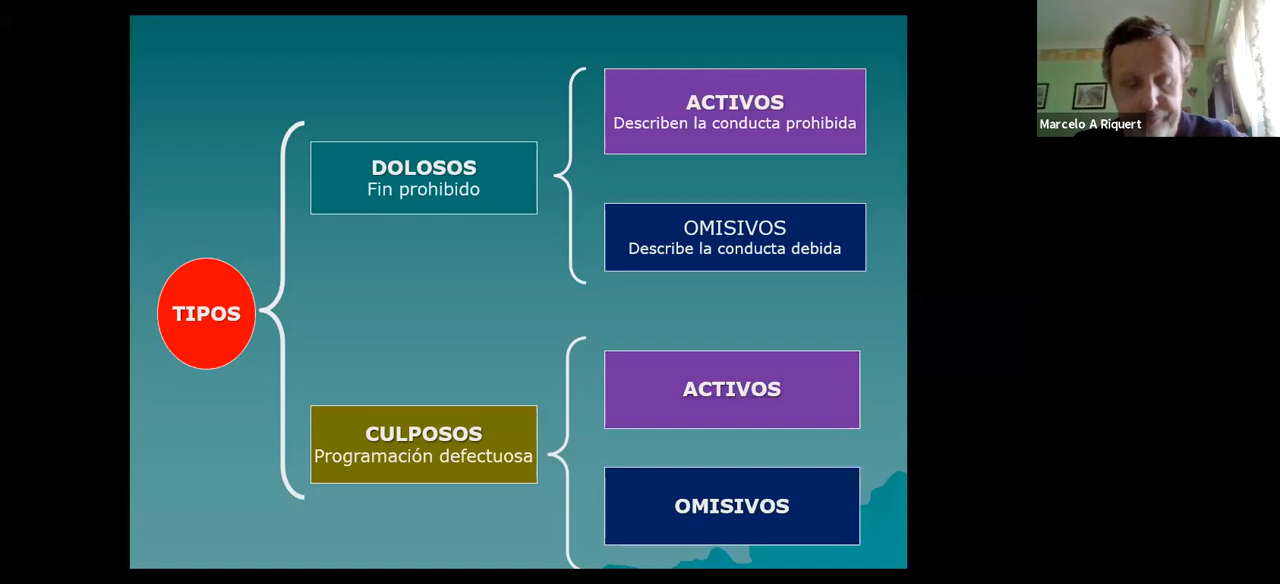 TIPOS
DOLOSOS
Fin prohibido
ACTIVOS
Describen la conducta prohibida
OMISIVOS
Describe la conducta debida
CULPOSOS
Programación defectuosa
ACTIVOS
OMISIVOS
Marcelo A Riquert